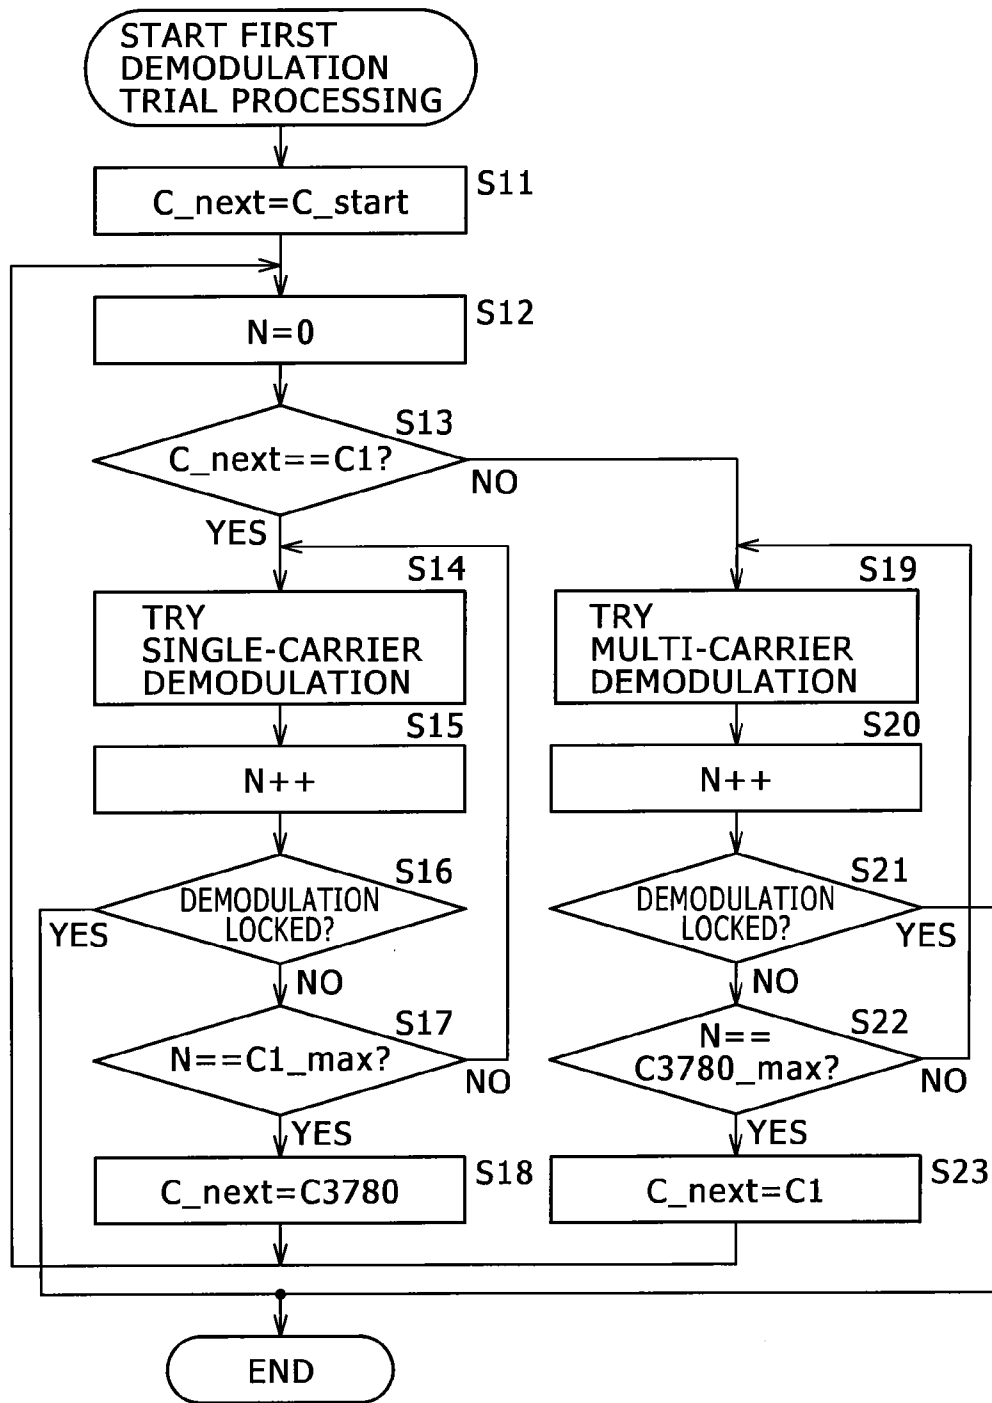 START FIRST
DEMODULATION
TRIAL PROCESSING
S11
C_next=C_start
S12
N=0
S13
C_next==C1?
NO
YES
S14
TRY
SINGLE-CARRIER
DEMODULATION
S15
N++
S16
DEMODULATION
LOCKED?
YES
NO
S17
N==C1_max?
NO
YES
S18
C_next=C3780
S19
TRY
MULTI-CARRIER
DEMODULATION
S20
N++
S21
DEMODULATION
LOCKED?
YES
NO
S22
N==
C3780_max?
NO
YES
S23
C_next=C1
END